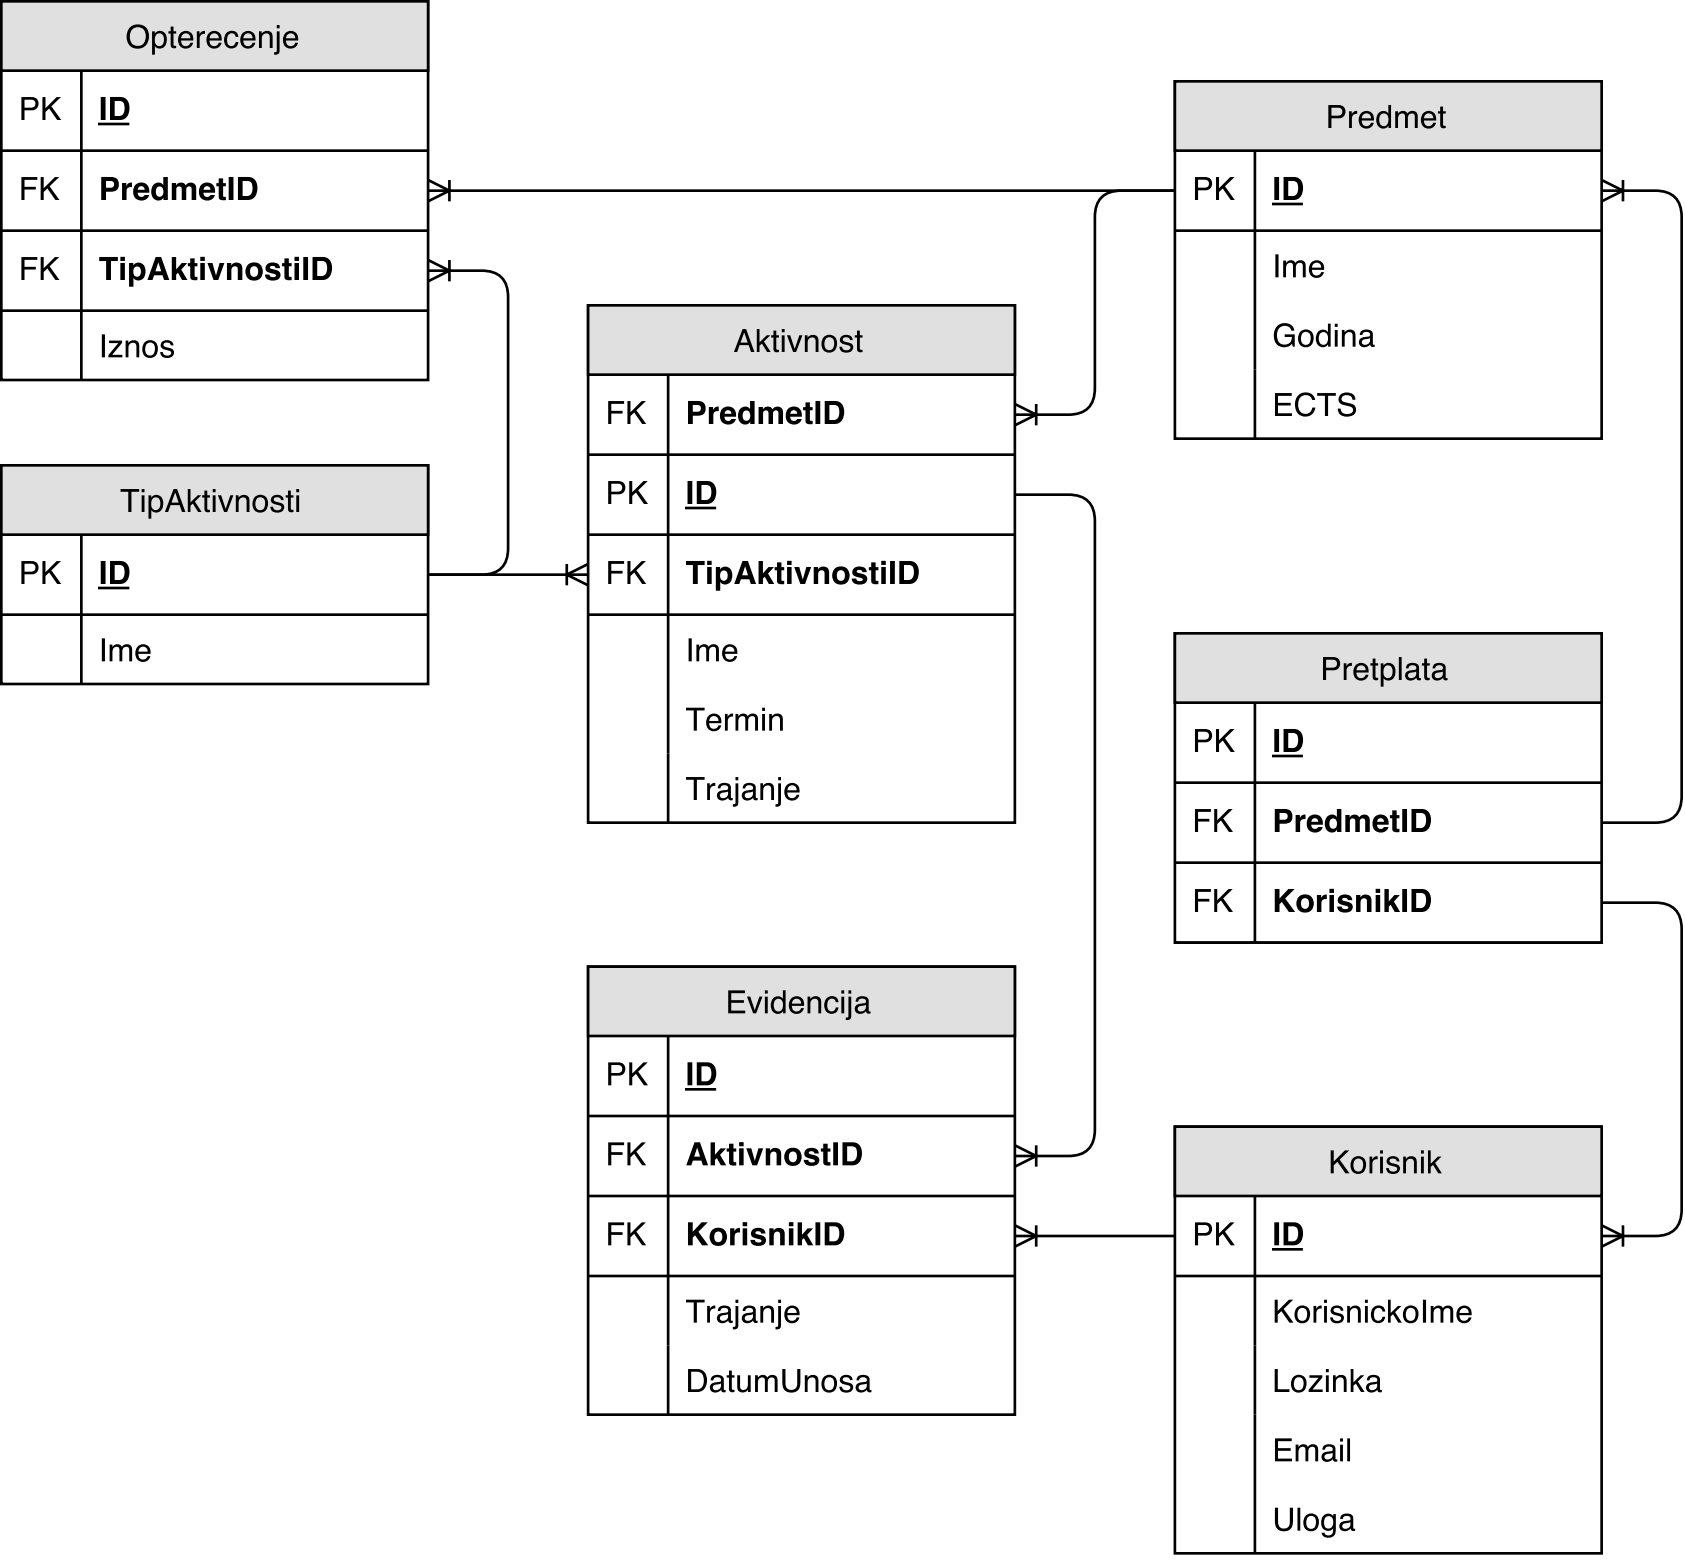 Opterecenje
PK ID
FK PredmetID
FK TipAktivnostiID
Iznos
TipAktivnosti
PK ID
Ime
Aktivnost
FK PredmetID
PK ID
FK TipAktivnostiID
Ime
Termin
Trajanje
Predmet
PK ID
Ime
Godina
ECTS
Pretplata
PK ID
FK PredmetID
FK KorisnikID
Evidencija
PK ID
FK AktivnostID
FK KorisnikID
Trajanje
DatumUnosa
Korisnik
PK ID
KorisnickoIme
Lozinka
Email
Uloga